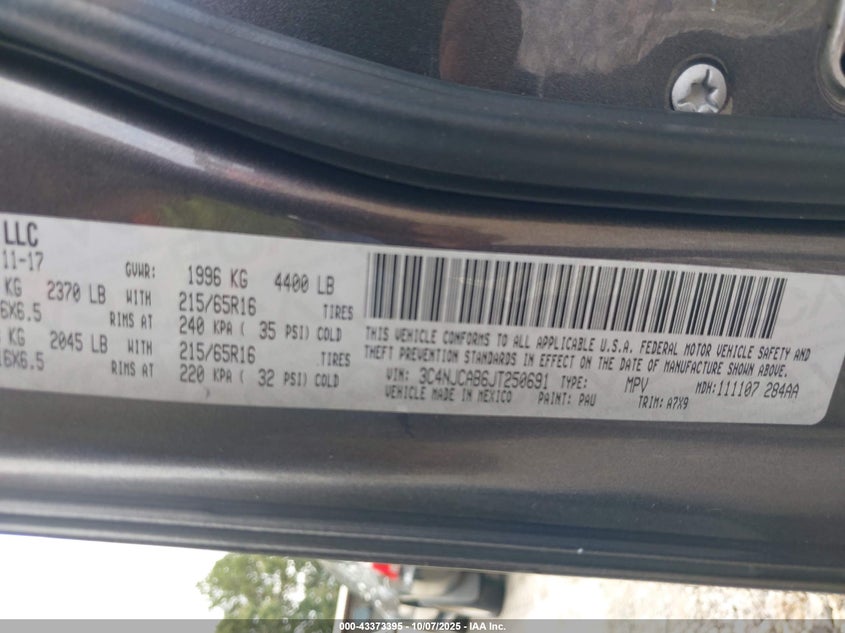 LLC
11-17 GVWR: 1996 KG 4400 LB
KG 2370 LB WITH 215/65R16 TIRES
6X6.5 RIMS AT 240 KPA ( 35 PSI) COLD
KG 2045 LB WITH 215/65R16 TIRES
16X6.5 RIMS AT 220 KPA ( 32 PSI) COLD
THIS VEHICLE CONFORMS TO ALL APPLICABLE U.S.A. FEDERAL MOTOR VEHICLE SAFETY AND
THEFT PREVENTION STANDARDS IN EFFECT ON THE DATE OF MANUFACTURE SHOWN ABOVE.
VIN: 3C4NJCAB6JT250691 TYPE: MPV MDH:111107 284AA
VEHICLE MADE IN MEXICO PAINT: PAU TRIM: A7X9
000-43373395 - 10/07/2025 - IAA Inc.